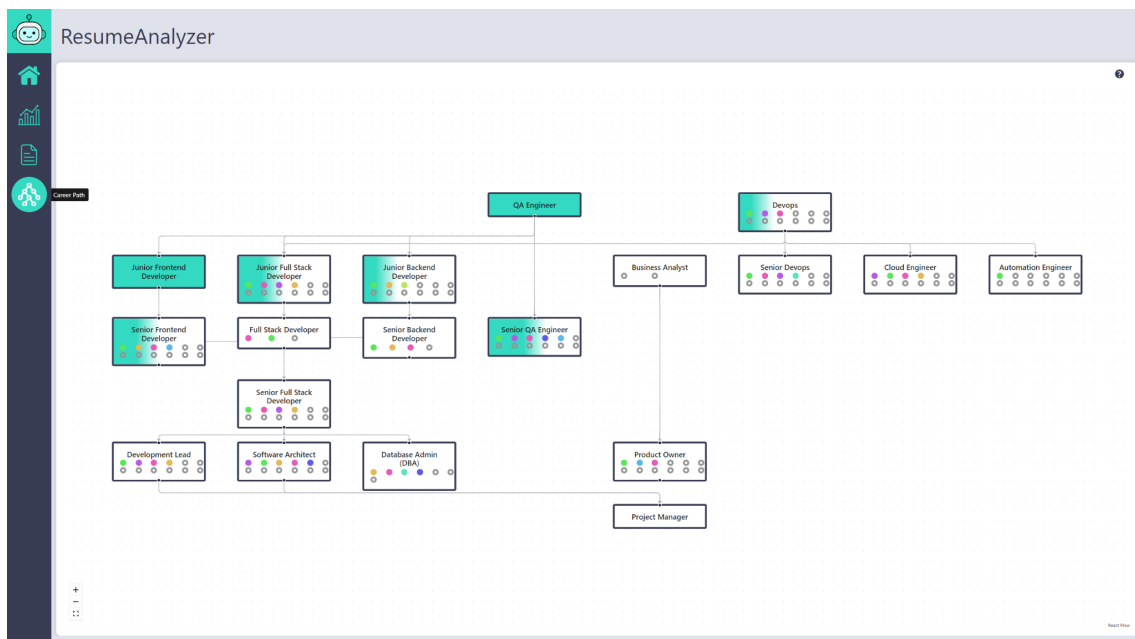 ResumeAnalyzer
Career Path
QA Engineer
Devops
Junior Frontend
Developer
Junior Full Stack
Developer
Junior Backend
Developer
Business Analyst
Senior Devops
Cloud Engineer
Automation Engineer
Senior Frontend
Developer
Full Stack Developer
Senior Backend
Developer
Senior QA Engineer
Senior Full Stack
Developer
Development Lead
Software Architect
Database Admin
(DBA)
Product Owner
Project Manager
React Flow